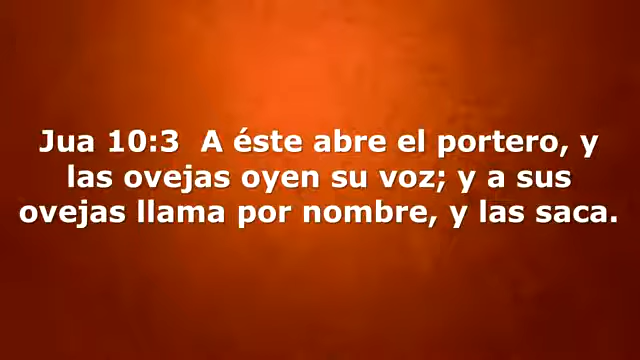 Jua 10:3  A éste abre el portero, y
las ovejas oyen su voz; y a sus
ovejas llama por nombre, y las saca.